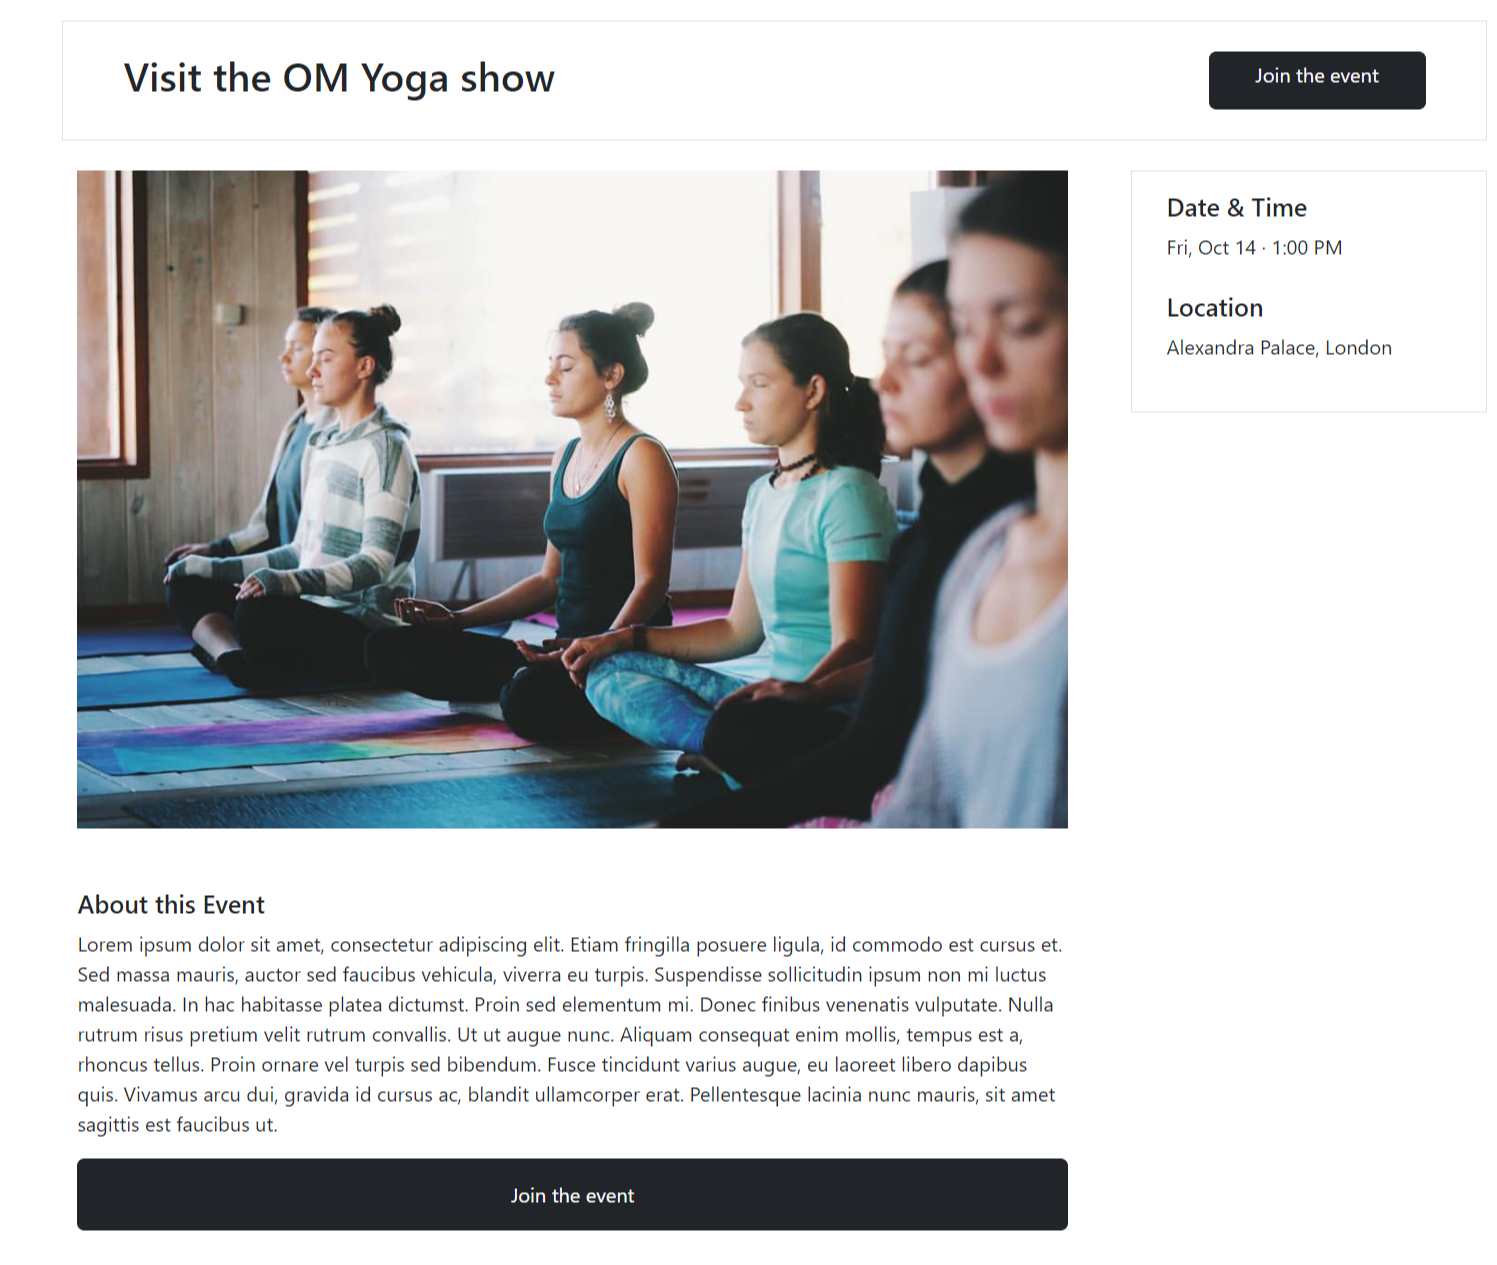 Visit the OM Yoga show
Join the event
Date & Time
Fri, Oct 14 · 1:00 PM
Location
Alexandra Palace, London
About this Event
Lorem ipsum dolor sit amet, consectetur adipiscing elit. Etiam fringilla posuere ligula, id commodo est cursus et.
Sed massa mauris, auctor sed faucibus vehicula, viverra eu turpis. Suspendisse sollicitudin ipsum non mi luctus
malesuada. In hac habitasse platea dictumst. Proin sed elementum mi. Donec finibus venenatis vulputate. Nulla
rutrum risus pretium velit rutrum convallis. Ut ut augue nunc. Aliquam consequat enim mollis, tempus est a,
rhoncus tellus. Proin ornare vel turpis sed bibendum. Fusce tincidunt varius augue, eu laoreet libero dapibus
quis. Vivamus arcu dui, gravida id cursus ac, blandit ullamcorper erat. Pellentesque lacinia nunc mauris, sit amet
sagittis est faucibus ut.
Join the event